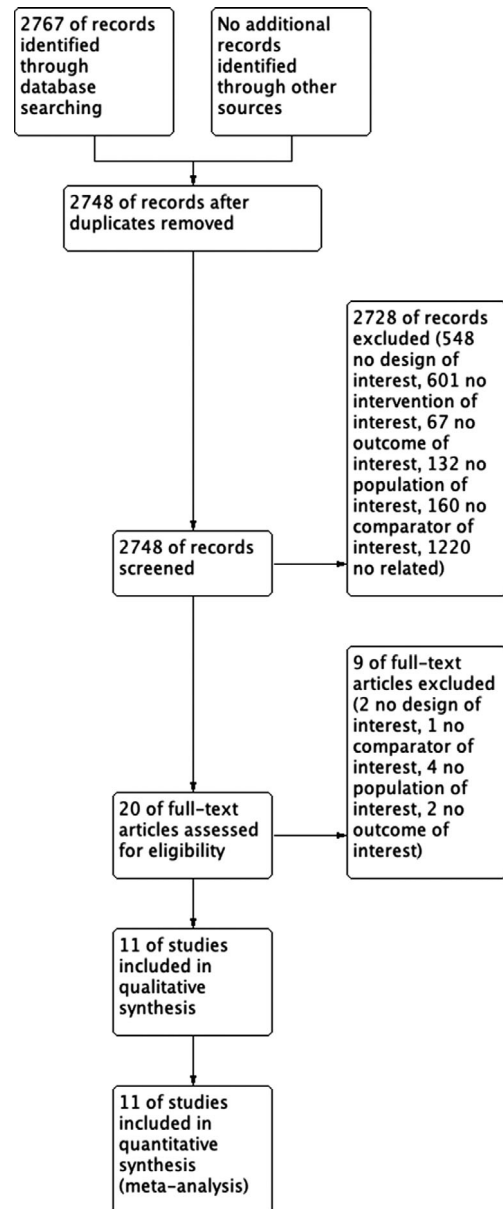 2767 of records
identified
through
database
searching
No additional
records
identified
through other
sources
2748 of records after
duplicates removed
2728 of records
excluded (548
no design of
interest, 601 no
intervention of
interest, 67 no
outcome of
interest, 132 no
population of
interest, 160 no
comparator of
interest, 1220
no related)
2748 of records
screened
9 of full-text
articles excluded
(2 no design of
interest, 1 no
comparator of
interest, 4 no
population of
interest, 2 no
outcome of
interest)
20 of full-text
articles assessed
for eligibility
11 of studies
included in
qualitative
synthesis
11 of studies
included in
quantitative
synthesis
(meta-analysis)